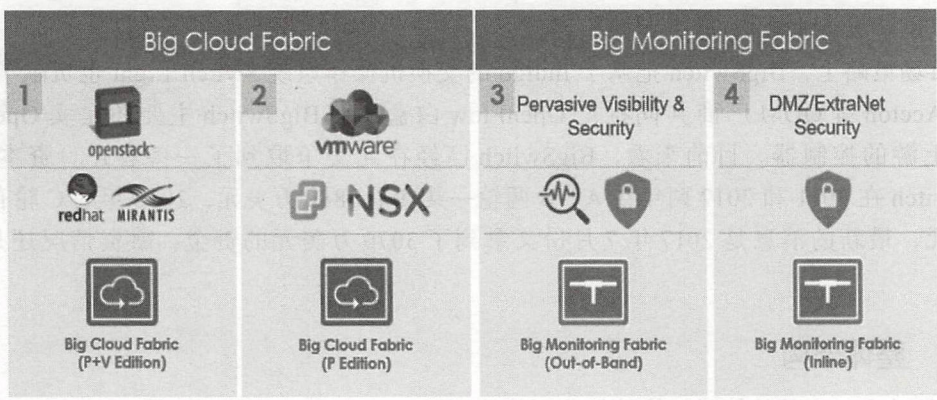 Big Cloud Fabric
Big Monitoring Fabric
1
openstack
redhat MIRANTIS
Big Cloud Fabric
(P+V Edition)
2
vmware
NSX
Big Cloud Fabric
(P Edition)
3
Pervasive Visibility &
Security
Big Monitoring Fabric
(Out-of-Band)
4
DMZ/ExtraNet
Security
Big Monitoring Fabric
(Inline)